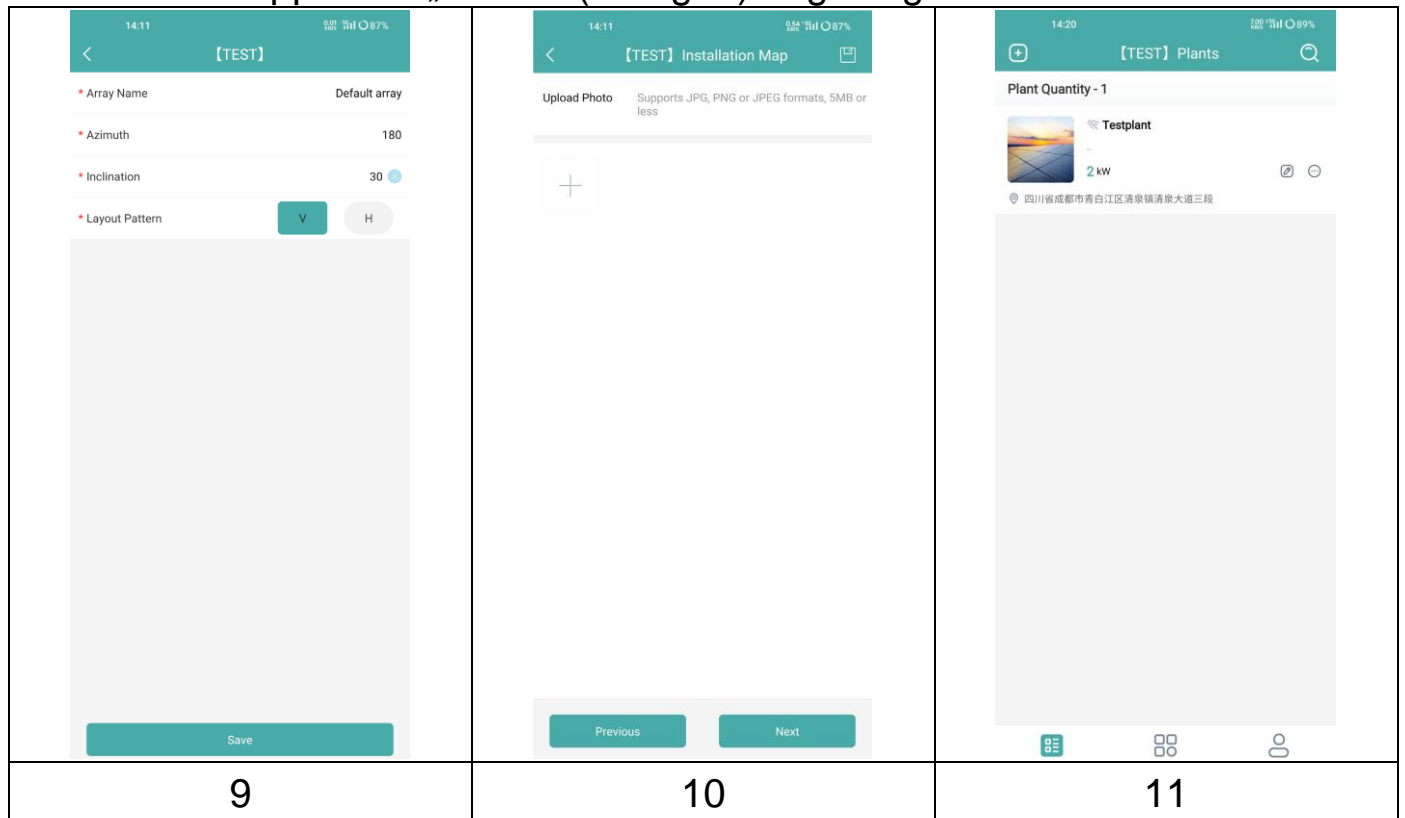 14:11 87%
【TEST】
* Array Name Default array
* Azimuth 180
* Inclination 30
* Layout Pattern V H
Save
9
14:11 87%
【TEST】 Installation Map
Upload Photo Supports JPG, PNG or JPEG formats, 5MB or
less
Previous Next
10
14:20 89%
【TEST】 Plants
Plant Quantity - 1
Testplant
2 kW
四川省成都市青白江区清泉镇清泉大道三段
11